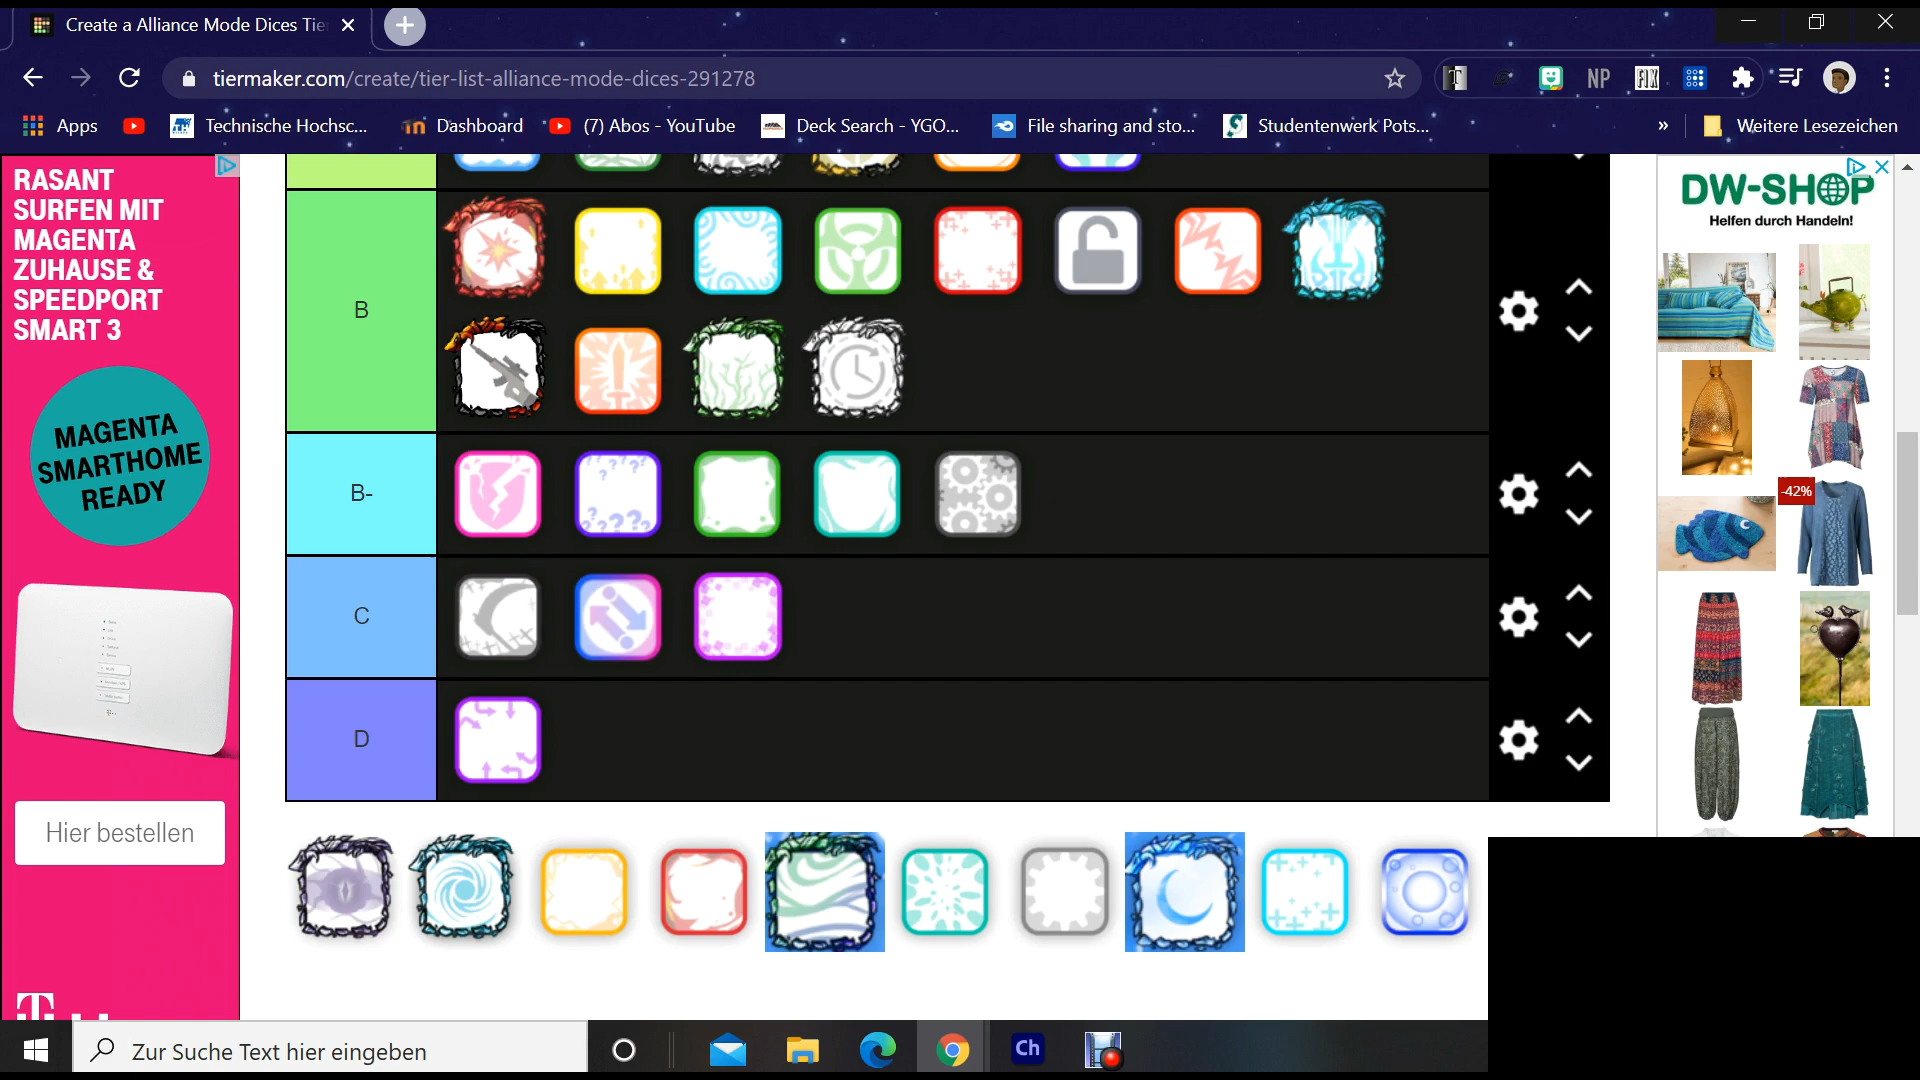 Create a Alliance Mode Dices Tie
tiermaker.com/create/tier-list-alliance-mode-dices-291278
NP
FIX
Apps
Technische Hochsc...
Dashboard
(7) Abos - YouTube
Deck Search - YGO...
File sharing and sto...
Studentenwerk Pots...
»
Weitere Lesezeichen
RASANT
SURFEN MIT
MAGENTA
ZUHAUSE &
SPEEDPORT
SMART 3
MAGENTA
SMARTHOME
READY
Hier bestellen
B
B-
C
D
DW-SHOP
Helfen durch Handeln!
-42%
Zur Suche Text hier eingeben
Ch